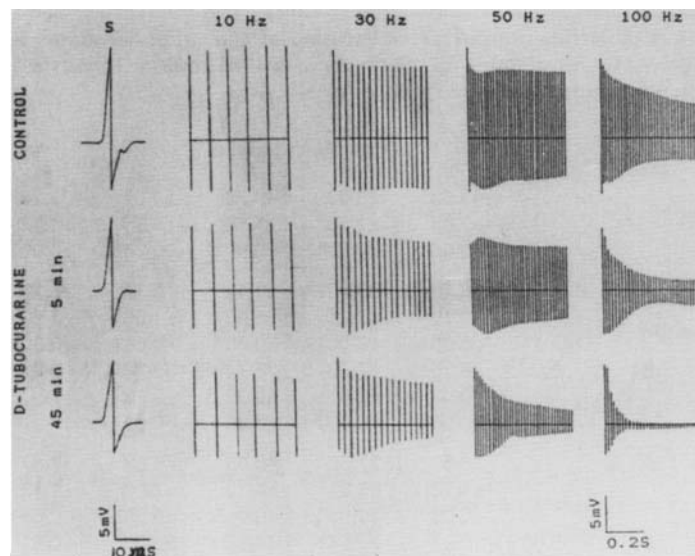 S 10 Hz 30 Hz 50 Hz 100 Hz
CONTROL
D-TUBOCURARINE
5 min
45 min
5mV
5mV
0.2S